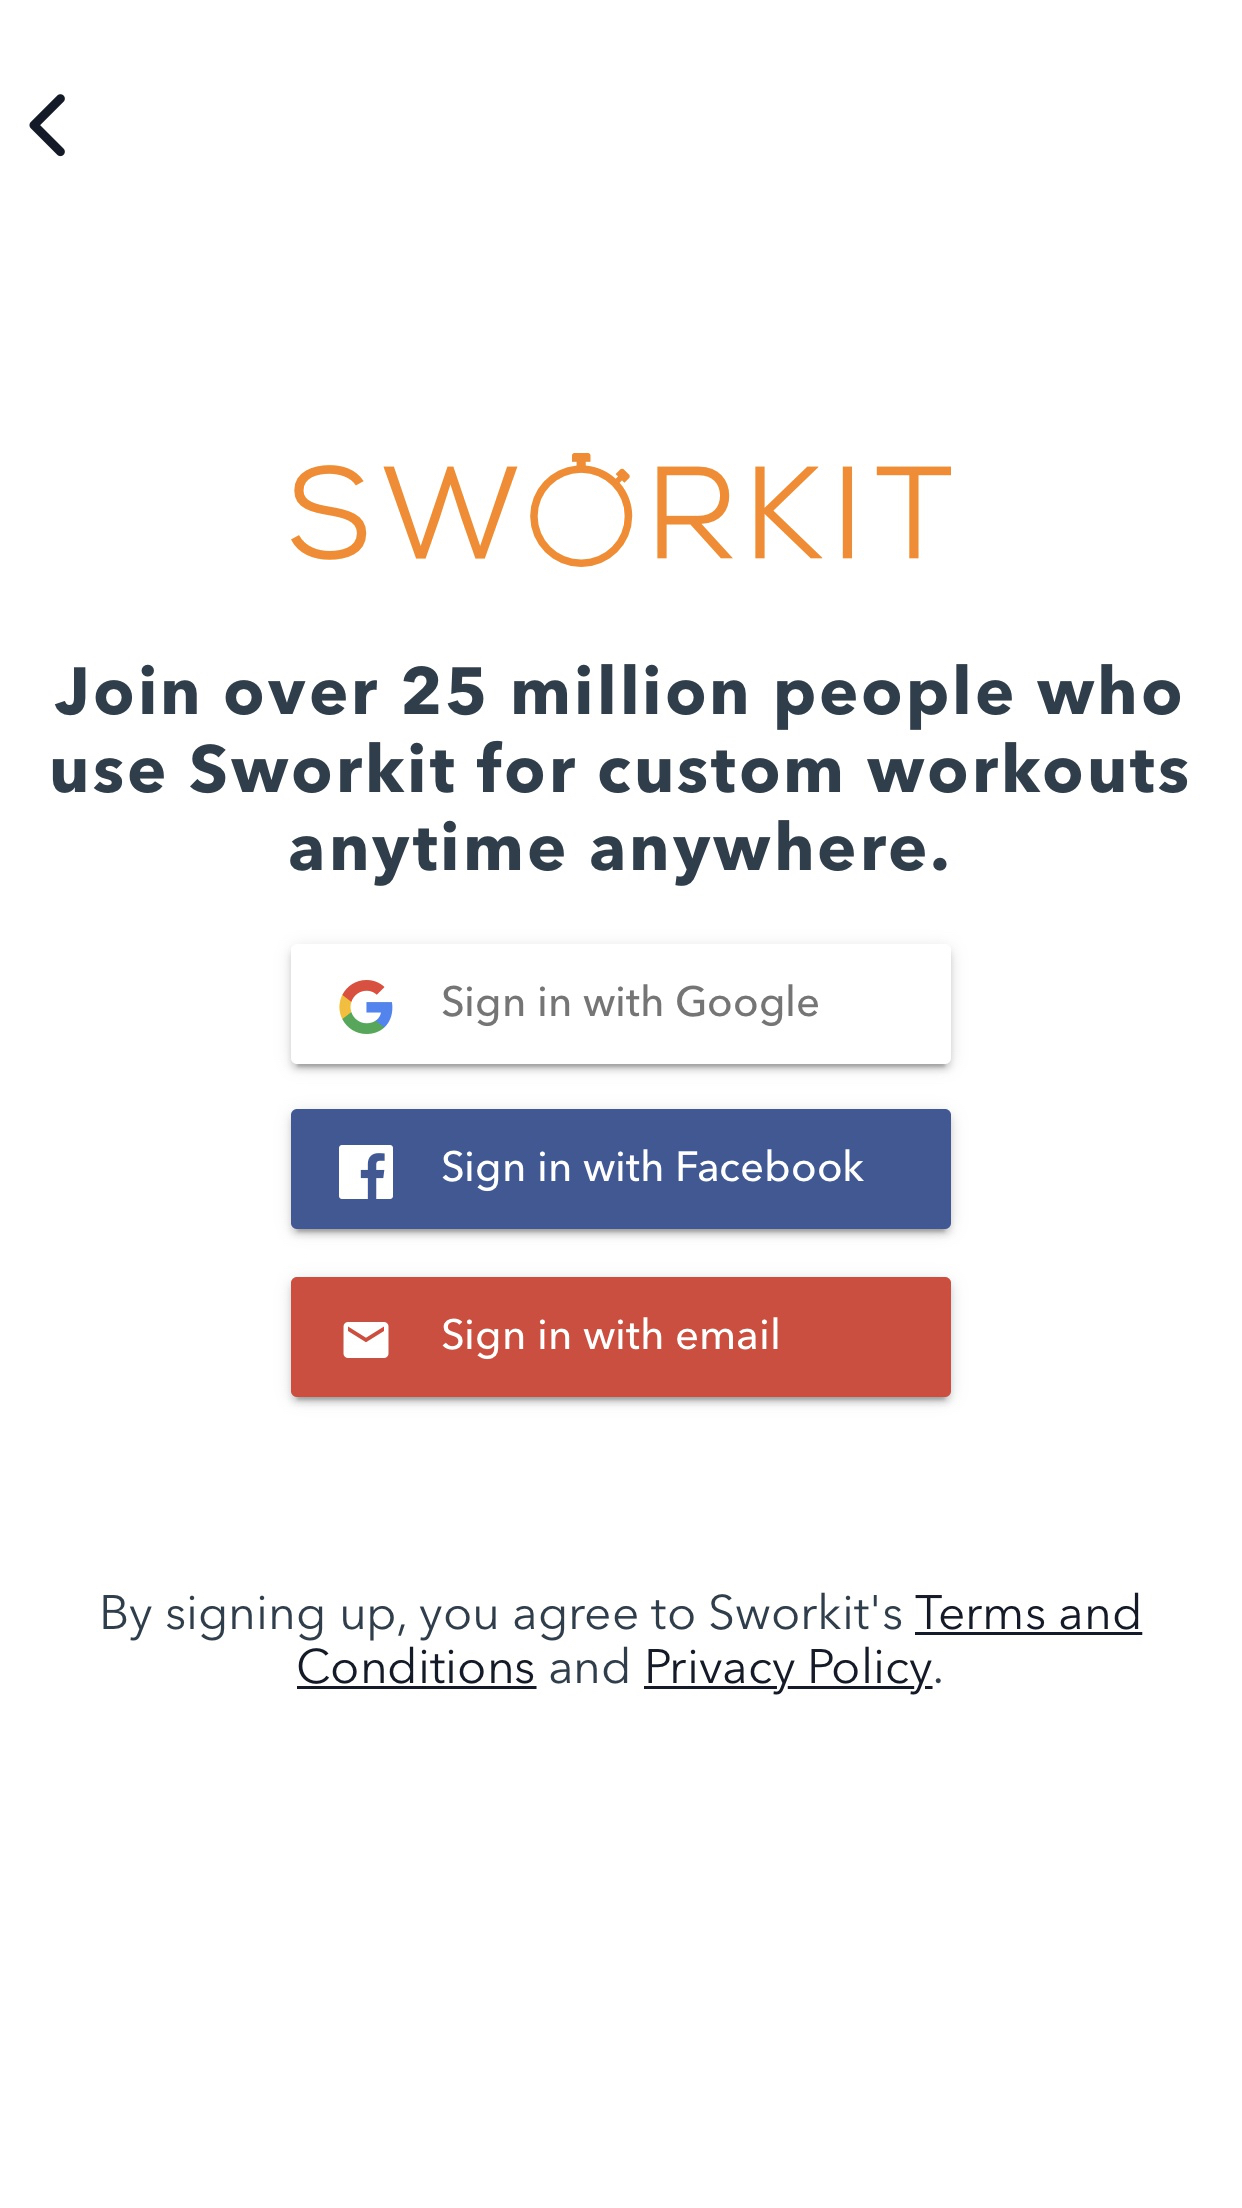 SWORKIT
Join over 25 million people who
use Sworkit for custom workouts
anytime anywhere.
Sign in with Google
Sign in with Facebook
Sign in with email
By signing up, you agree to Sworkit's Terms and
Conditions and Privacy Policy.